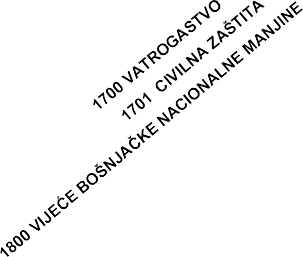 1700 VATROGASTVO
1701 CIVILNA ZAŠTITA
1800 VIJEĆE BOŠNJAČKE NACIONALNE MANJINE